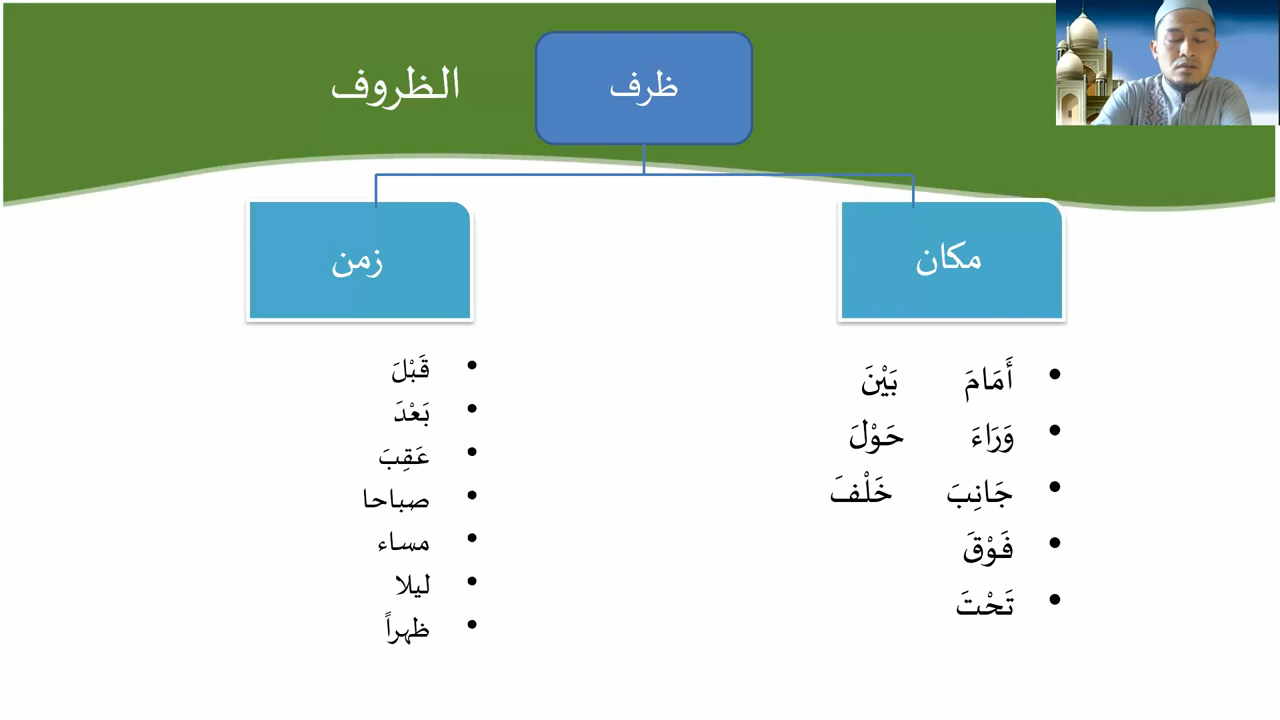 الظروف
ظرف
مكان
زمن
أَمَامَ بَيْنَ
وَرَاءَ حَوْلَ
جَانِبَ خَلْفَ
فَوْقَ
تَحْتَ
قَبْلَ
بَعْدَ
عَقِبَ
صباحا
مساء
ليلا
ظهراً